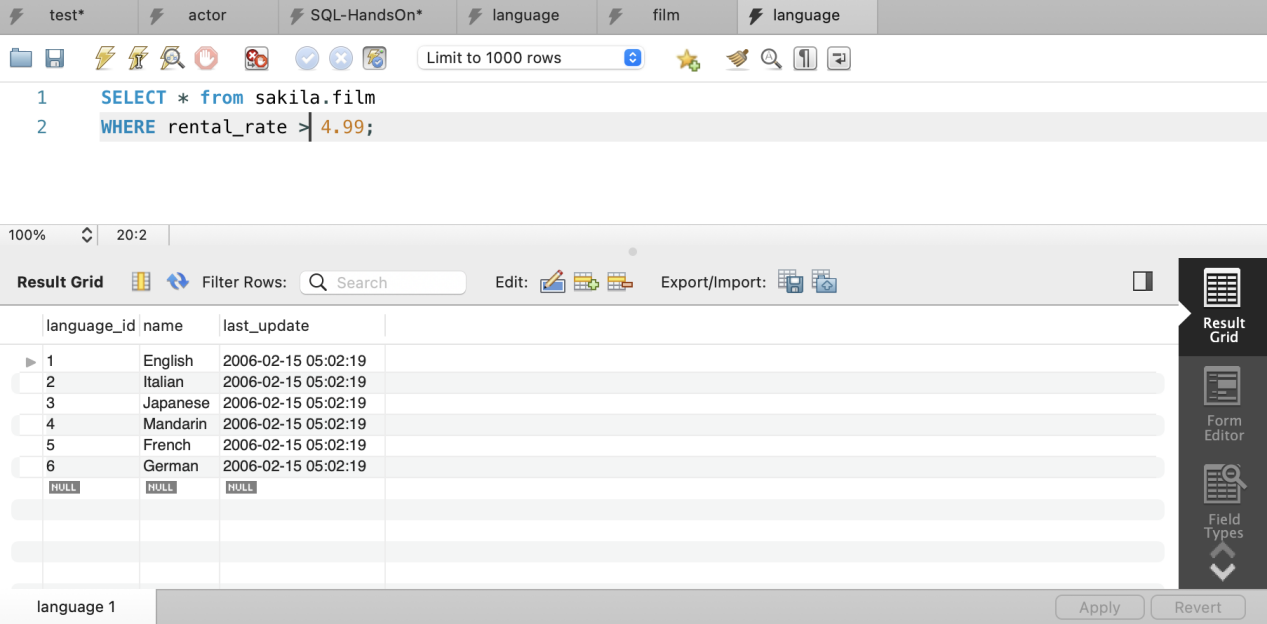 test* actor SQL-HandsOn* language film language
Limit to 1000 rows
1 SELECT * from sakila.film
2 WHERE rental_rate > 4.99;
100% 20:2
Result Grid Filter Rows: Search Edit: Export/Import:
language_id name last_update
1 English 2006-02-15 05:02:19
2 Italian 2006-02-15 05:02:19
3 Japanese 2006-02-15 05:02:19
4 Mandarin 2006-02-15 05:02:19
5 French 2006-02-15 05:02:19
6 German 2006-02-15 05:02:19
NULL NULL NULL
Result
Grid
Form
Editor
Field
Types
language 1 Apply Revert